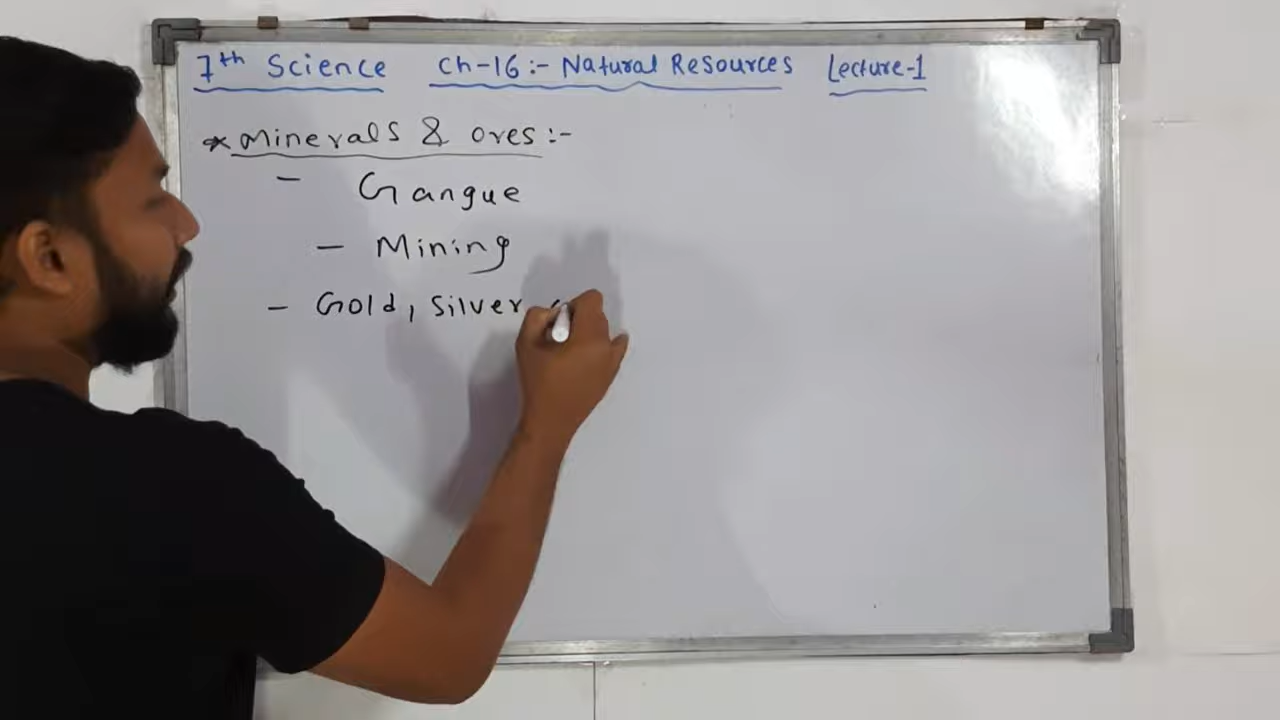 7th Science Ch-16:- Natural Resources Lecture-1
* Minerals & ores:-
- Gangue
- Mining
- Gold, Silver